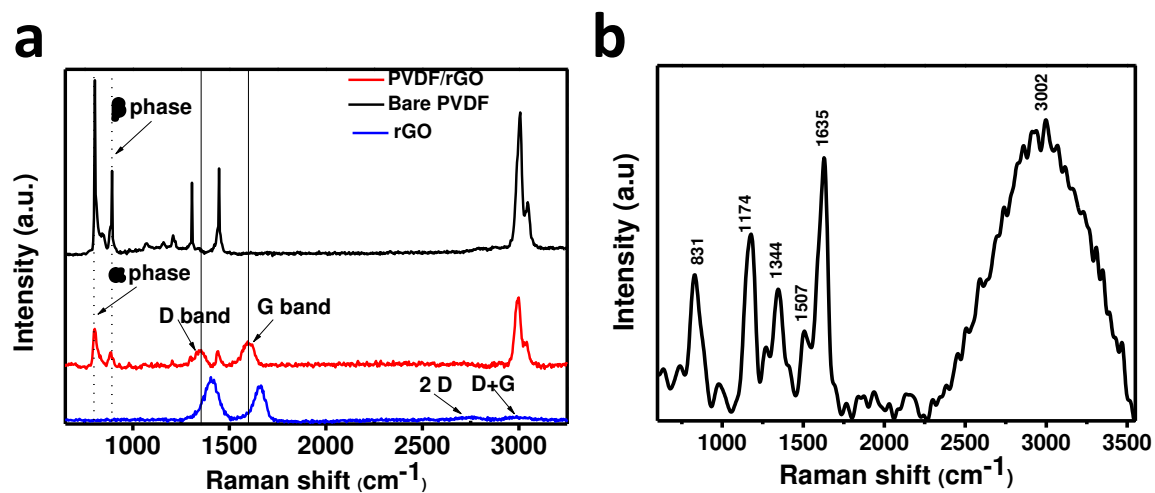 a
PVDF/rGO
Bare PVDF
rGO
phase
phase
D band
G band
2 D
D+G
Intensity (a.u.)
1000 1500 2000 2500 3000
Raman shift (cm-1)
b
831
1174
1344
1507
1635
3002
Intensity (a.u)
1000 1500 2000 2500 3000 3500
Raman shift (cm-1)